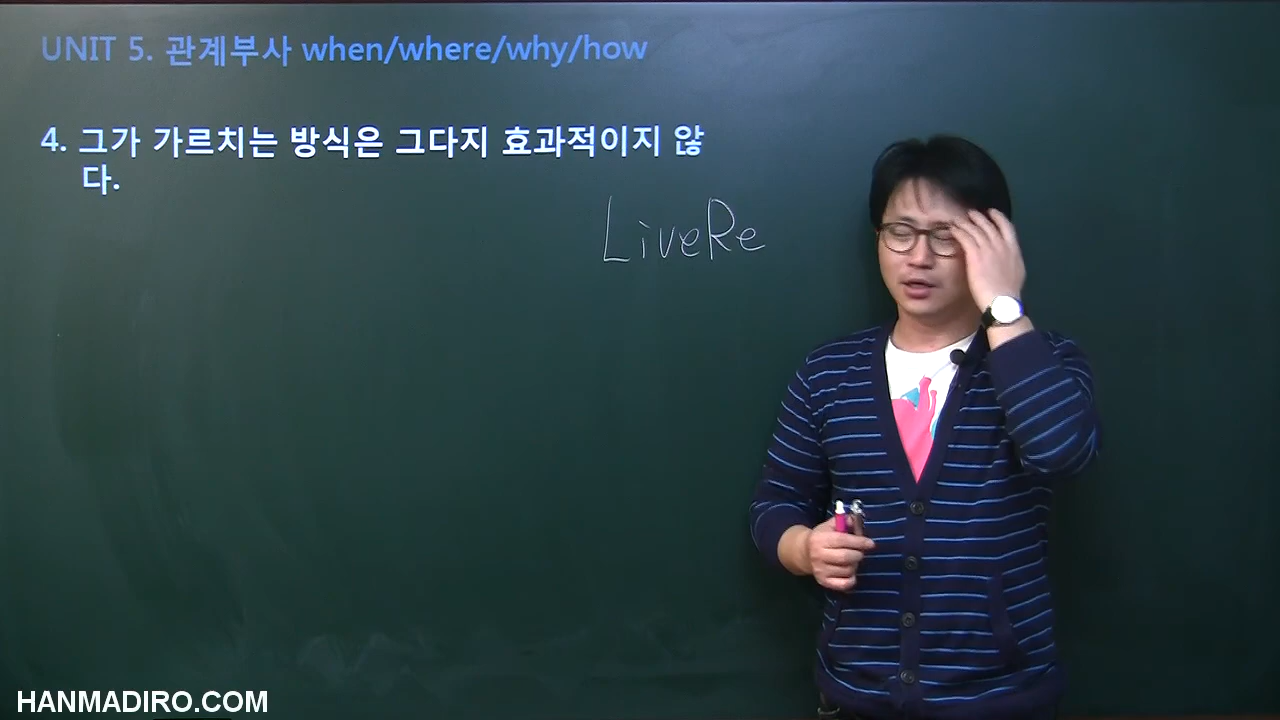 UNIT 5. 관계부사 when/where/why/how
4. 그가 가르치는 방식은 그다지 효과적이지 않
다.
LiveRe
HANMADIRO.COM